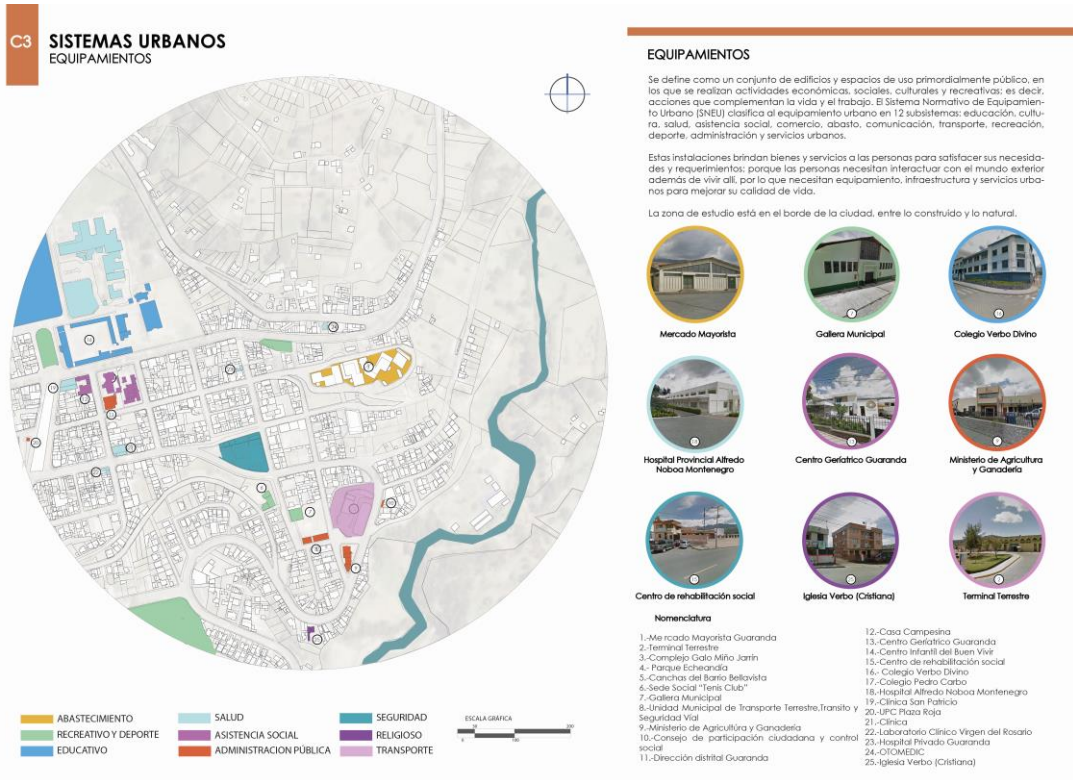 C3
SISTEMAS URBANOS
EQUIPAMIENTOS
EQUIPAMIENTOS
Se define como un conjunto de edificios y espacios de uso primordialmente público, en
los que se realizan actividades económicas, sociales, culturales y recreativas; es decir,
acciones que complementan la vida y el trabajo. El Sistema Normativo de Equipamien-
to Urbano (SNEU) clasifica al equipamiento urbano en 12 subsistemas: educación, cultu-
ra, salud, asistencia social, comercio, abasto, comunicación, transporte, recreación,
deporte, administración y servicios urbanos.
Estas instalaciones brindan bienes y servicios a las personas para satisfacer sus necesida-
des y requerimientos; porque las personas necesitan interactuar con el mundo exterior
además de vivir allí, por lo que necesitan equipamiento, infraestructura y servicios urba-
nos para mejorar su calidad de vida.
La zona de estudio está en el borde de la ciudad, entre lo construido y lo natural.
Mercado Mayorista
Gallera Municipal
Colegio Verbo Divino
Hospital Provincial Alfredo
Noboa Montenegro
Centro Geríatrico Guaranda
Ministerio de Agricultura
y Ganadería
Centro de rehabilitación social
Iglesia Verbo (Cristiana)
Terminal Terrestre
Nomenclatura
1.-Me rcado Mayorista Guaranda
2.-Terminal Terrestre
3.-Complejo Galo Miño Jarrín
4.- Parque Echeandía
5.-Canchas del Barrio Bellavista
6.-Sede Social "Tenis Club"
7.-Gallera Municipal
8.-Unidad Municipal de Transporte Terrestre,Transito y
Seguridad Vial
9.-Ministerio de Agricultura y Ganadería
10.-Consejo de participación ciudadana y control
social
11.-Dirección distrital Guaranda
12.-Casa Campesina
13.-Centro Geríatrico Guaranda
14.-Centro Infantil del Buen Vivir
15.-Centro de rehabilitación social
16.- Colegio Verbo Divino
17.-Colegio Pedro Carbo
18.-Hospital Alfredo Noboa Montenegro
19.-Clínica San Patricio
20.-UPC Plaza Roja
21.-Clínica
22.-Laboratorio Clínico Virgen del Rosario
23.-Hospital Privado Guaranda
24.-OTOMEDIC
25.-Iglesia Verbo (Cristiana)
ABASTECIMIENTO
RECREATIVO Y DEPORTE
EDUCATIVO
SALUD
ASISTENCIA SOCIAL
ADMINISTRACION PÚBLICA
SEGURIDAD
RELIGIOSO
TRANSPORTE
ESCALA GRÁFICA